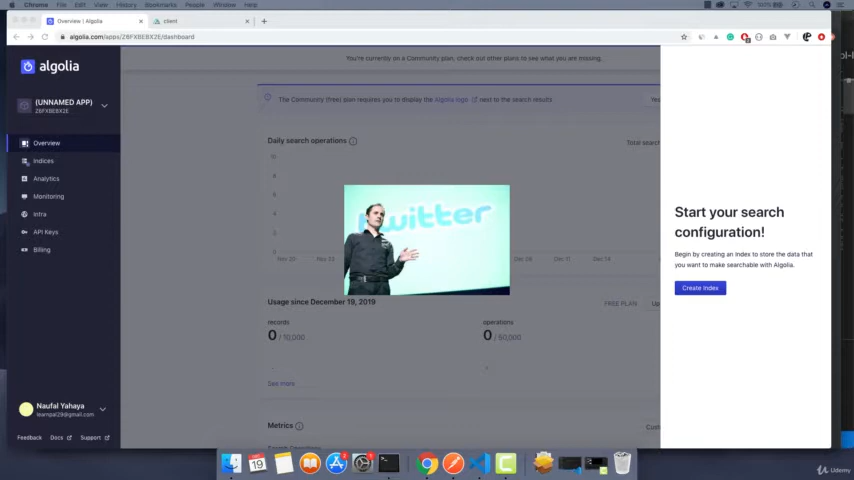 Chrome File Edit View History Bookmarks People Window Help
Overview | Algolia
client
algolia.com/apps/Z6FXBEBX2E/dashboard
algolia
You're currently on a Community plan, check out other plans to see what you are missing.
(UNNAMED APP)
Z6FXBEBX2E
The Community (free) plan requires you to display the Algolia logo next to the search results.
Yes
Overview
Indices
Analytics
Monitoring
Infra
API Keys
Billing
Daily search operations
Total search
10
8
6
4
2
0
Nov 20
Nov 23
Dec 08
Dec 11
Dec 14
twitter
Start your search
configuration!
Begin by creating an Index to store the data that
you want to make searchable with Algolia.
Create Index
Usage since December 19, 2019
FREE PLAN
records
operations
0 / 10,000
0 / 50,000
See more
Metrics
Naufal Yahaya
learnpal29@gmail.com
Feedback
Docs
Support
19
Udemy